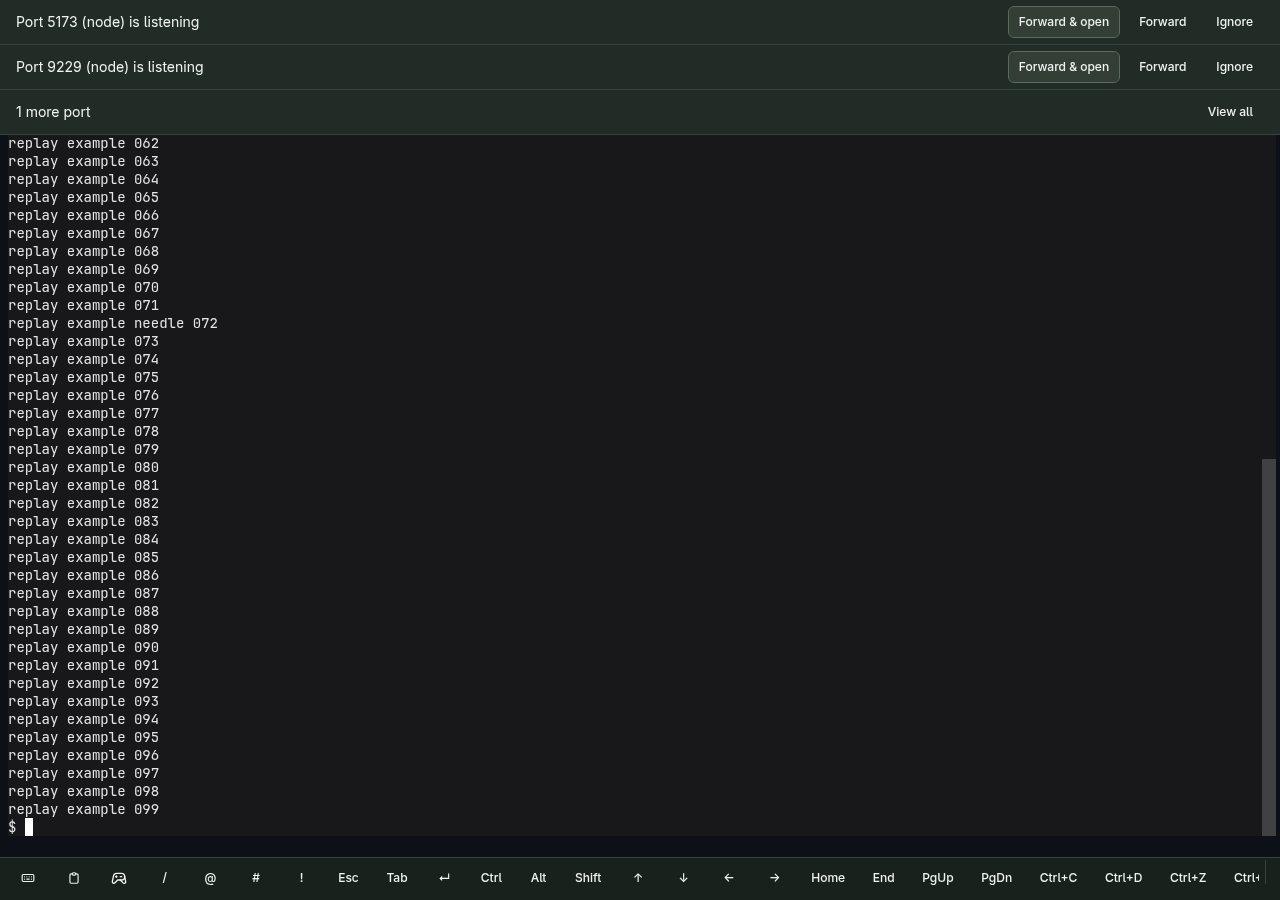 Port 5173 (node) is listening Forward & open Forward Ignore
Port 9229 (node) is listening Forward & open Forward Ignore
1 more port View all
replay example 062
replay example 063
replay example 064
replay example 065
replay example 066
replay example 067
replay example 068
replay example 069
replay example 070
replay example 071
replay example needle 072
replay example 073
replay example 074
replay example 075
replay example 076
replay example 077
replay example 078
replay example 079
replay example 080
replay example 081
replay example 082
replay example 083
replay example 084
replay example 085
replay example 086
replay example 087
replay example 088
replay example 089
replay example 090
replay example 091
replay example 092
replay example 093
replay example 094
replay example 095
replay example 096
replay example 097
replay example 098
replay example 099
$
/ @ # ! Esc Tab ↵ Ctrl Alt Shift ↑ ↓ ← → Home End PgUp PgDn Ctrl+C Ctrl+D Ctrl+Z